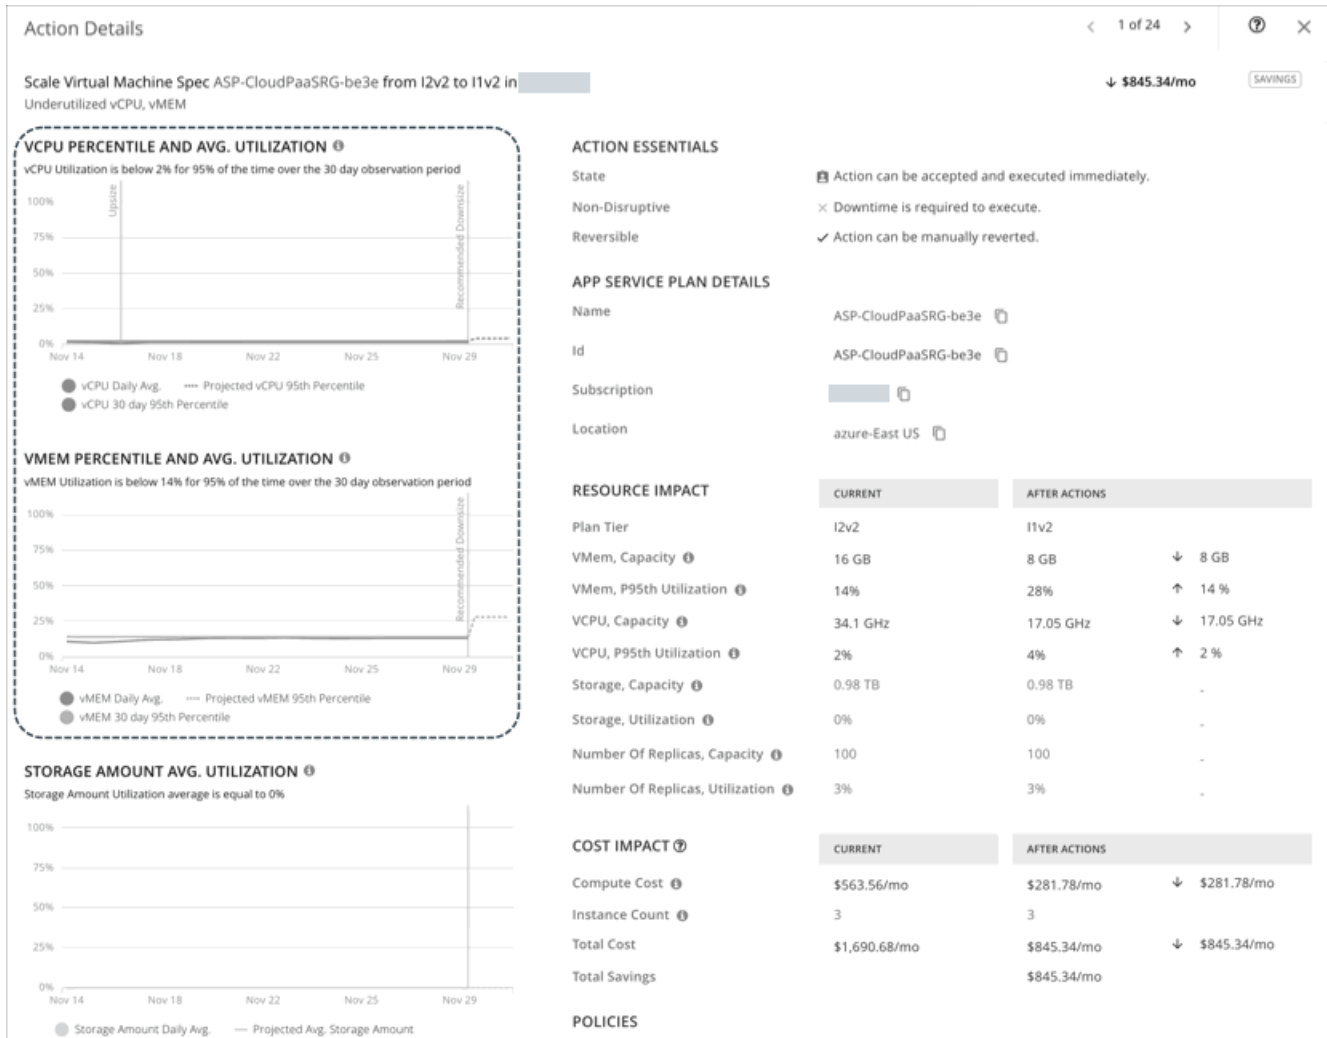 Action Details
1 of 24
Scale Virtual Machine Spec ASP-CloudPaaSRG-be3e from I2v2 to I1v2 in
$845.34/mo
SAVINGS
Underutilized vCPU, vMEM
VCPU PERCENTILE AND AVG. UTILIZATION
vCPU Utilization is below 2% for 95% of the time over the 30 day observation period
100%
75%
50%
25%
0%
Upsize
Recommended Downsize
Nov 14 Nov 18 Nov 22 Nov 25 Nov 29
vCPU Daily Avg. Projected vCPU 95th Percentile
vCPU 30 day 95th Percentile
VMEM PERCENTILE AND AVG. UTILIZATION
vMEM Utilization is below 14% for 95% of the time over the 30 day observation period
100%
75%
50%
25%
0%
Recommended Downsize
Nov 14 Nov 18 Nov 22 Nov 25 Nov 29
vMEM Daily Avg. Projected vMEM 95th Percentile
vMEM 30 day 95th Percentile
STORAGE AMOUNT AVG. UTILIZATION
Storage Amount Utilization average is equal to 0%
100%
75%
50%
25%
0%
Nov 14 Nov 18 Nov 22 Nov 25 Nov 29
Storage Amount Daily Avg. Projected Avg. Storage Amount
ACTION ESSENTIALS
State Action can be accepted and executed immediately.
Non-Disruptive Downtime is required to execute.
Reversible Action can be manually reverted.
APP SERVICE PLAN DETAILS
Name ASP-CloudPaaSRG-be3e
Id ASP-CloudPaaSRG-be3e
Subscription
Location azure-East US
RESOURCE IMPACT CURRENT AFTER ACTIONS
Plan Tier I2v2 I1v2
VMem, Capacity 16 GB 8 GB 8 GB
VMem, P95th Utilization 14% 28% 14 %
VCPU, Capacity 34.1 GHz 17.05 GHz 17.05 GHz
VCPU, P95th Utilization 2% 4% 2 %
Storage, Capacity 0.98 TB 0.98 TB -
Storage, Utilization 0% 0% -
Number Of Replicas, Capacity 100 100 -
Number Of Replicas, Utilization 3% 3% -
COST IMPACT CURRENT AFTER ACTIONS
Compute Cost $563.56/mo $281.78/mo $281.78/mo
Instance Count 3 3
Total Cost $1,690.68/mo $845.34/mo $845.34/mo
Total Savings $845.34/mo
POLICIES